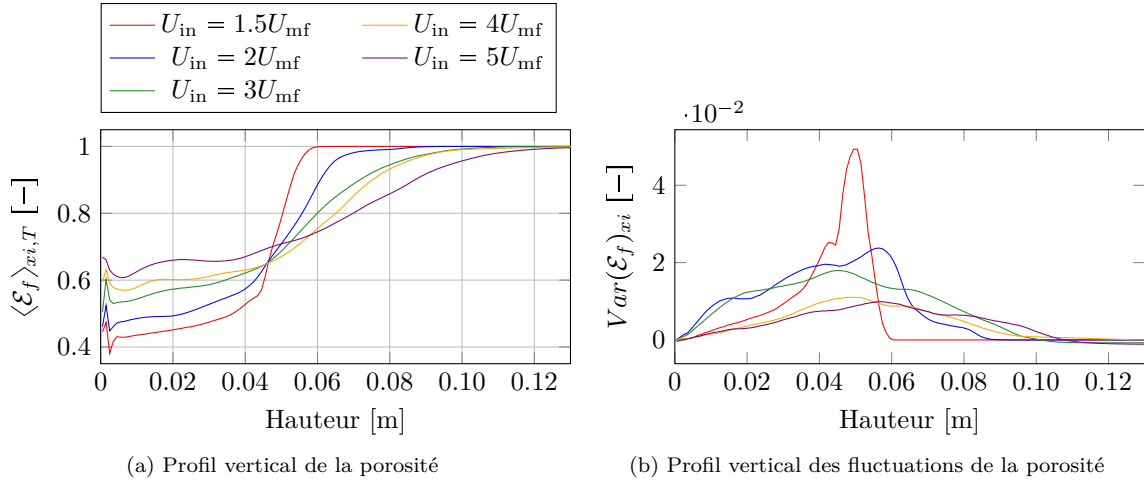 U_in = 1.5U_mf
U_in = 4U_mf
U_in = 2U_mf
U_in = 5U_mf
U_in = 3U_mf
⟨ℰ_f⟩_{xi,T} [−]
1
0.8
0.6
0.4
0 0.02 0.04 0.06 0.08 0.10 0.12
Hauteur [m]
(a) Profil vertical de la porosité
·10^−2
Var(ℰ_f)_{xi} [−]
4
2
0
0 0.02 0.04 0.06 0.08 0.10 0.12
Hauteur [m]
(b) Profil vertical des fluctuations de la porosité